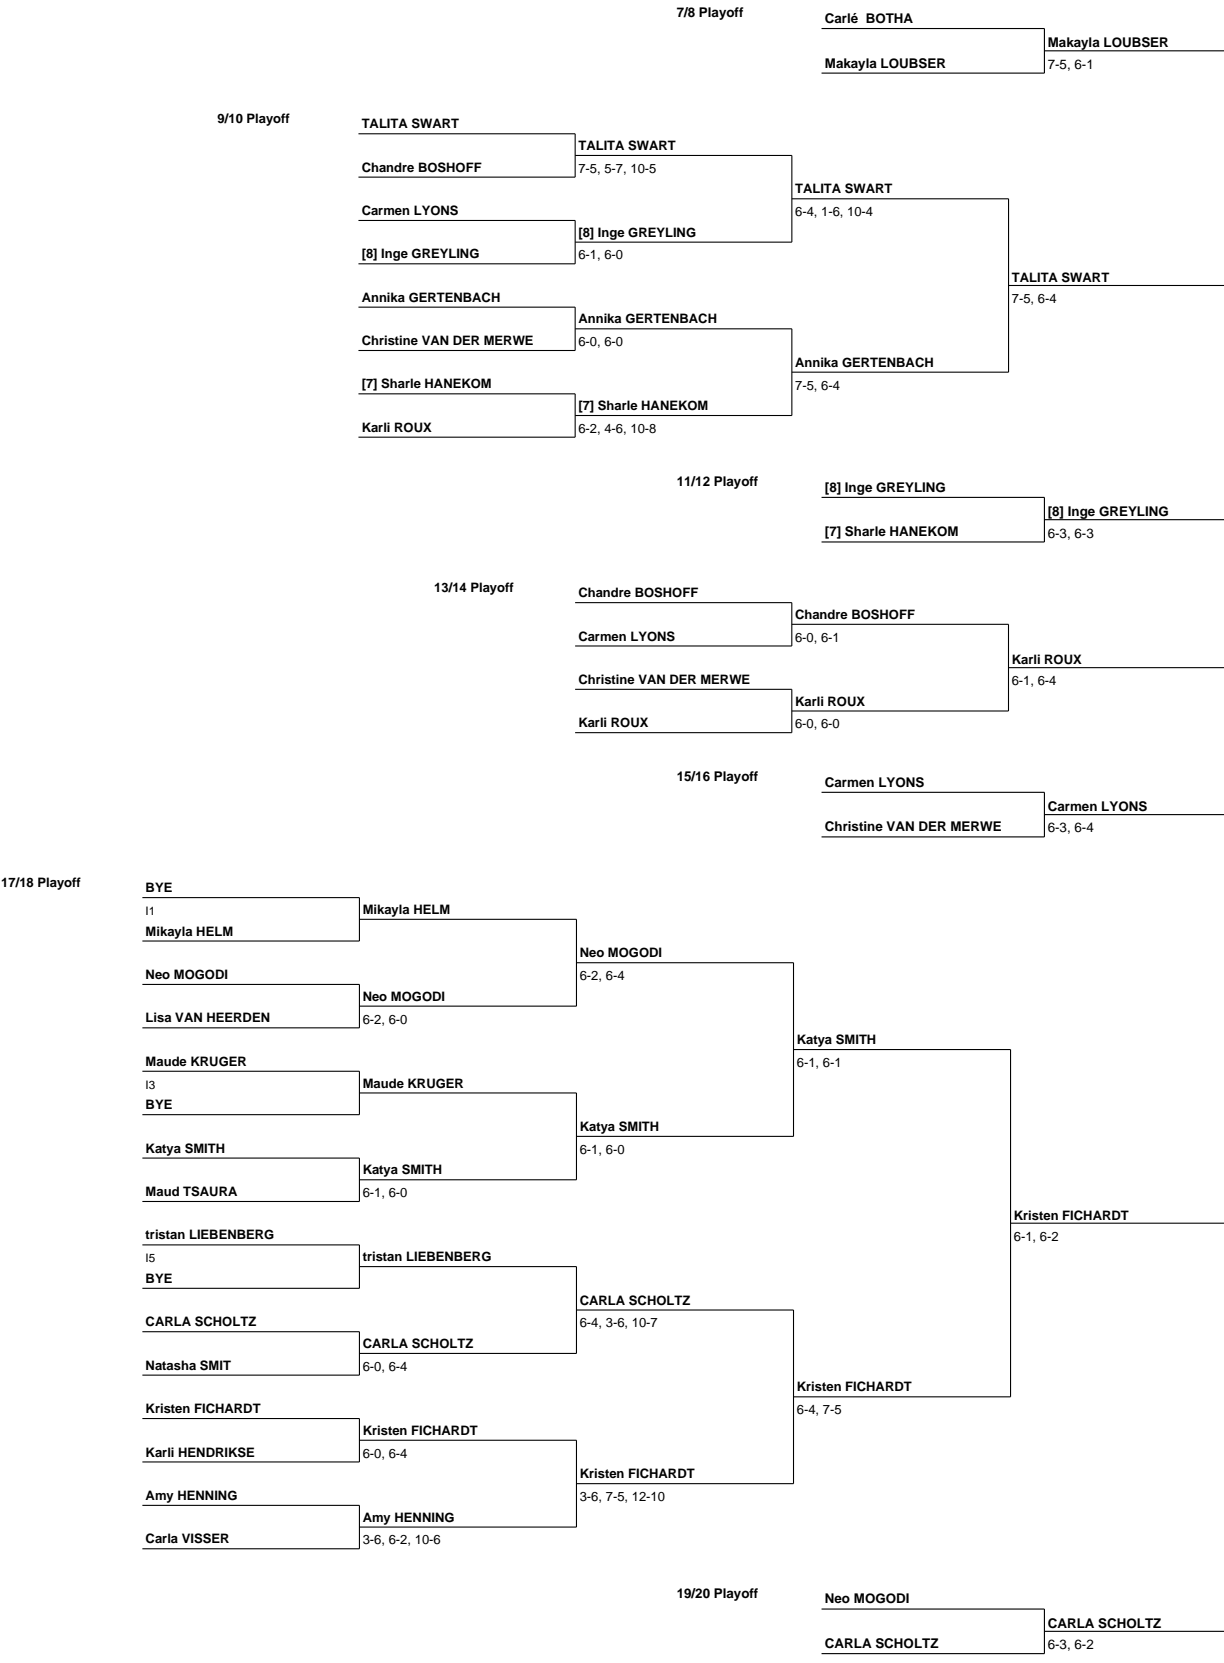 7/8 Playoff
Carlé  BOTHA
Makayla LOUBSER
Makayla LOUBSER
7-5, 6-1
9/10 Playoff
TALITA SWART
TALITA SWART
Chandre BOSHOFF
7-5, 5-7, 10-5
TALITA SWART
Carmen LYONS
6-4, 1-6, 10-4
[8] Inge GREYLING
[8] Inge GREYLING
6-1, 6-0
TALITA SWART
Annika GERTENBACH
7-5, 6-4
Annika GERTENBACH
Christine VAN DER MERWE
6-0, 6-0
Annika GERTENBACH
[7] Sharle HANEKOM
7-5, 6-4
[7] Sharle HANEKOM
Karli ROUX
6-2, 4-6, 10-8
11/12 Playoff
[8] Inge GREYLING
[8] Inge GREYLING
[7] Sharle HANEKOM
6-3, 6-3
13/14 Playoff
Chandre BOSHOFF
Chandre BOSHOFF
Carmen LYONS
6-0, 6-1
Karli ROUX
Christine VAN DER MERWE
6-1, 6-4
Karli ROUX
Karli ROUX
6-0, 6-0
15/16 Playoff
Carmen LYONS
Carmen LYONS
Christine VAN DER MERWE
6-3, 6-4
17/18 Playoff
BYE
I1
Mikayla HELM
Mikayla HELM
Neo MOGODI
Neo MOGODI
6-2, 6-4
Neo MOGODI
Lisa VAN HEERDEN
6-2, 6-0
Katya SMITH
Maude KRUGER
6-1, 6-1
I3
Maude KRUGER
BYE
Katya SMITH
Katya SMITH
6-1, 6-0
Katya SMITH
Maud TSAURA
6-1, 6-0
Kristen FICHARDT
tristan LIEBENBERG
6-1, 6-2
I5
tristan LIEBENBERG
BYE
CARLA SCHOLTZ
CARLA SCHOLTZ
6-4, 3-6, 10-7
CARLA SCHOLTZ
Natasha SMIT
6-0, 6-4
Kristen FICHARDT
Kristen FICHARDT
6-4, 7-5
Kristen FICHARDT
Karli HENDRIKSE
6-0, 6-4
Kristen FICHARDT
Amy HENNING
3-6, 7-5, 12-10
Amy HENNING
Carla VISSER
3-6, 6-2, 10-6
19/20 Playoff
Neo MOGODI
CARLA SCHOLTZ
CARLA SCHOLTZ
6-3, 6-2